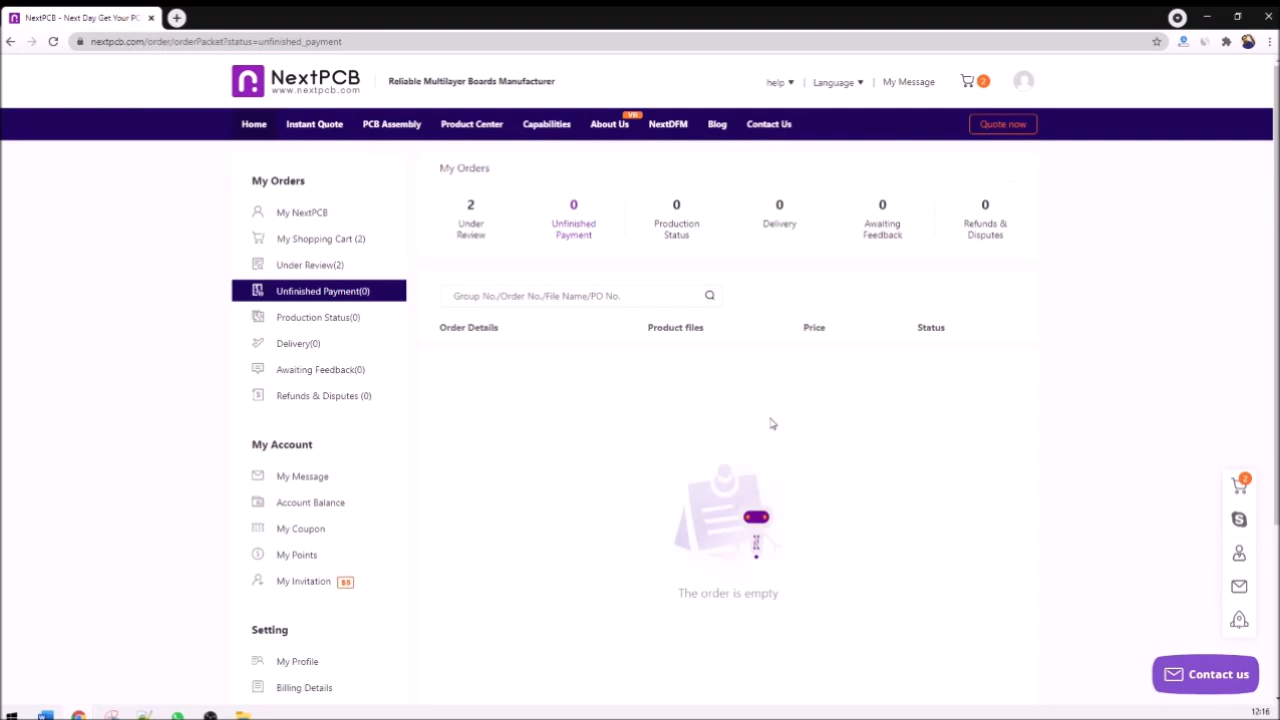 NextPCB - Next Day Get Your PC
nextpcb.com/order/orderPacket?status=unfinished_payment
NextPCB
www.nextpcb.com
Reliable Multilayer Boards Manufacturer
help
Language
My Message
2
Home
Instant Quote
PCB Assembly
Product Center
Capabilities
About Us
VR
NextDFM
Blog
Contact Us
Quote now
My Orders
My NextPCB
My Shopping Cart (2)
Under Review(2)
Unfinished Payment(0)
Production Status(0)
Delivery(0)
Awaiting Feedback(0)
Refunds & Disputes (0)
My Account
My Message
Account Balance
My Coupon
My Points
My Invitation $8
Setting
My Profile
Billing Details
My Orders
2
Under
Review
0
Unfinished
Payment
0
Production
Status
0
Delivery
0
Awaiting
Feedback
0
Refunds &
Disputes
Group No./Order No./File Name/PO No.
Order Details
Product files
Price
Status
The order is empty
2
Contact us
12:16